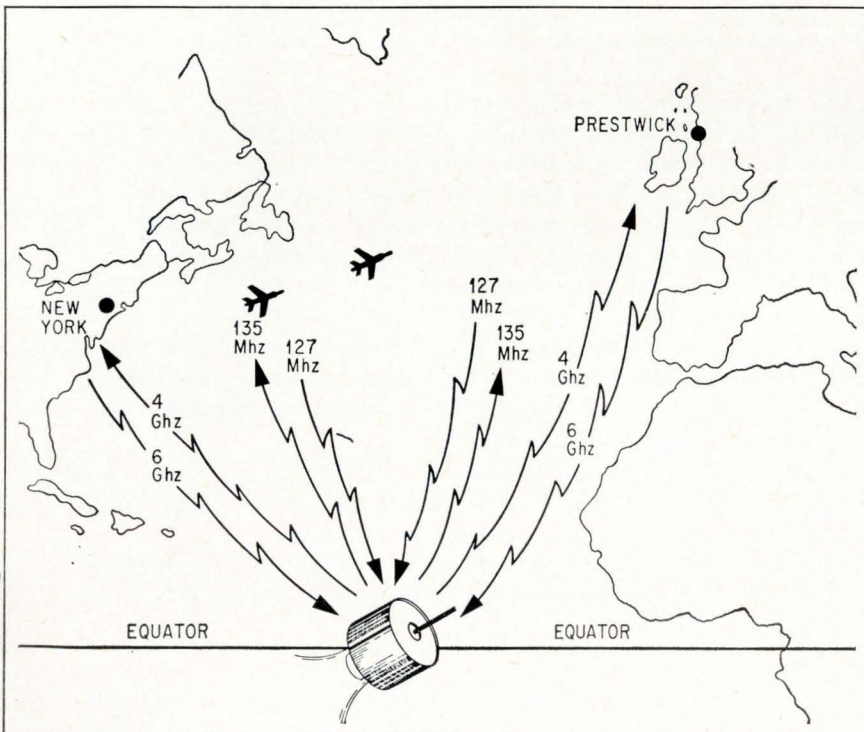 PRESTWICK
NEW
YORK
135
Mhz
127
Mhz
127
Mhz
135
Mhz
4
Ghz
4
Ghz
6
Ghz
6
Ghz
EQUATOR
EQUATOR